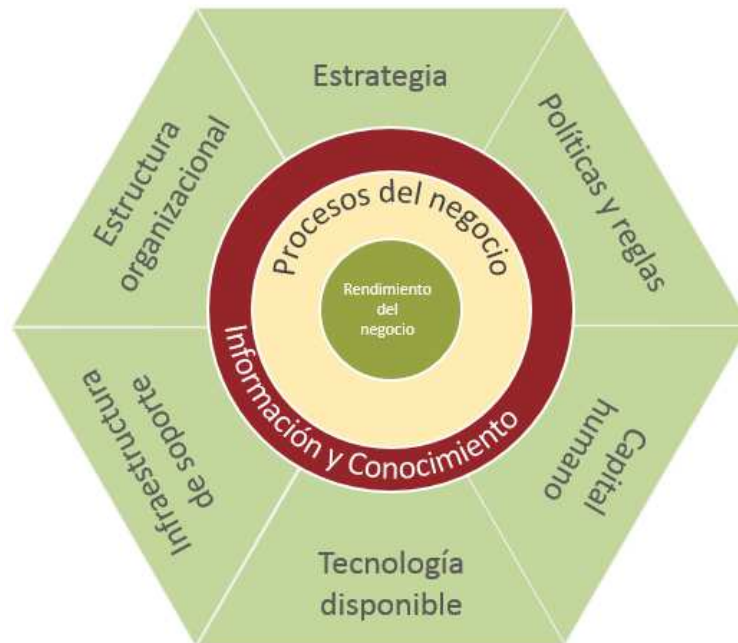 Estrategia
Políticas y reglas
Capital
humano
Tecnología
disponible
Infraestructura
de soporte
Estructura
organizacional
Procesos del negocio
Rendimiento
del
negocio
Información y Conocimiento